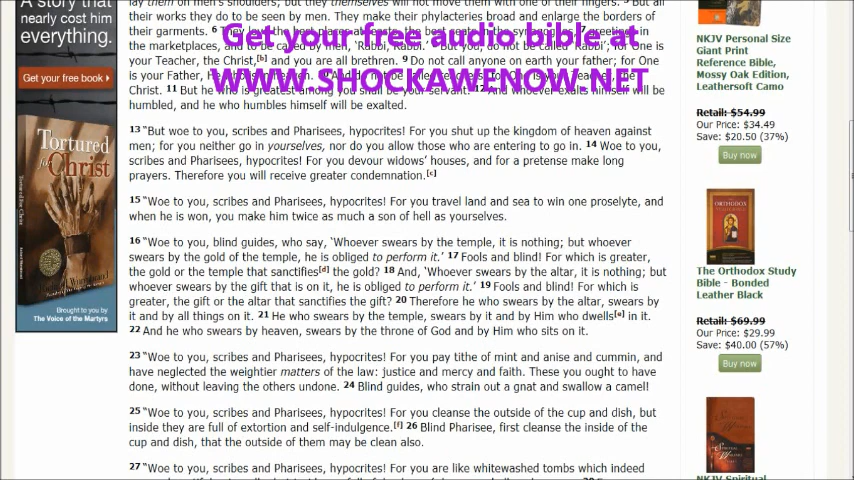 A story that
nearly cost him
everything.
Get your free book ▸
Tortured
for Christ
Wurmbrand
Brought to you by
The Voice of the Martyrs
Get your free audio bible at
WWW.SHOCKAWENOW.NET
lay them on men's shoulders; but they themselves will not move them with one of their fingers. 5 But all
their works they do to be seen by men. They make their phylacteries broad and enlarge the borders of
their garments. 6
the marketplaces, and to be called by men, 'Rabbi, Rabbi.' you, do not be called 'Rabbi'; for One is
your Teacher, the Christ,[b] and you are all brethren. 9 Do not call anyone on earth your father; for One
is your Father, He
Christ. 11 But he who is greatest among you shall be your servant. 12 And whoever exalts himself will be
humbled, and he who humbles himself will be exalted.
13 "But woe to you, scribes and Pharisees, hypocrites! For you shut up the kingdom of heaven against
men; for you neither go in yourselves, nor do you allow those who are entering to go in. 14 Woe to you,
scribes and Pharisees, hypocrites! For you devour widows' houses, and for a pretense make long
prayers. Therefore you will receive greater condemnation.[c]
15 "Woe to you, scribes and Pharisees, hypocrites! For you travel land and sea to win one proselyte, and
when he is won, you make him twice as much a son of hell as yourselves.
16 "Woe to you, blind guides, who say, 'Whoever swears by the temple, it is nothing; but whoever
swears by the gold of the temple, he is obliged to perform it.' 17 Fools and blind! For which is greater,
the gold or the temple that sanctifies[d] the gold? 18 And, 'Whoever swears by the altar, it is nothing; but
whoever swears by the gift that is on it, he is obliged to perform it.' 19 Fools and blind! For which is
greater, the gift or the altar that sanctifies the gift? 20 Therefore he who swears by the altar, swears by
it and by all things on it. 21 He who swears by the temple, swears by it and by Him who dwells[e] in it.
22 And he who swears by heaven, swears by the throne of God and by Him who sits on it.
23 "Woe to you, scribes and Pharisees, hypocrites! For you pay tithe of mint and anise and cummin, and
have neglected the weightier matters of the law: justice and mercy and faith. These you ought to have
done, without leaving the others undone. 24 Blind guides, who strain out a gnat and swallow a camel!
25 "Woe to you, scribes and Pharisees, hypocrites! For you cleanse the outside of the cup and dish, but
inside they are full of extortion and self-indulgence.[f] 26 Blind Pharisee, first cleanse the inside of the
cup and dish, that the outside of them may be clean also.
27 "Woe to you, scribes and Pharisees, hypocrites! For you are like whitewashed tombs which indeed
NKJV Personal Size
Giant Print
Reference Bible,
Mossy Oak Edition,
Leathersoft Camo
Retail: $54.99
Our Price: $34.49
Save: $20.50 (37%)
Buy now
ORTHODOX
The Orthodox Study
Bible - Bonded
Leather Black
Retail: $69.99
Our Price: $29.99
Save: $40.00 (57%)
Buy now
NKJV Spiritual